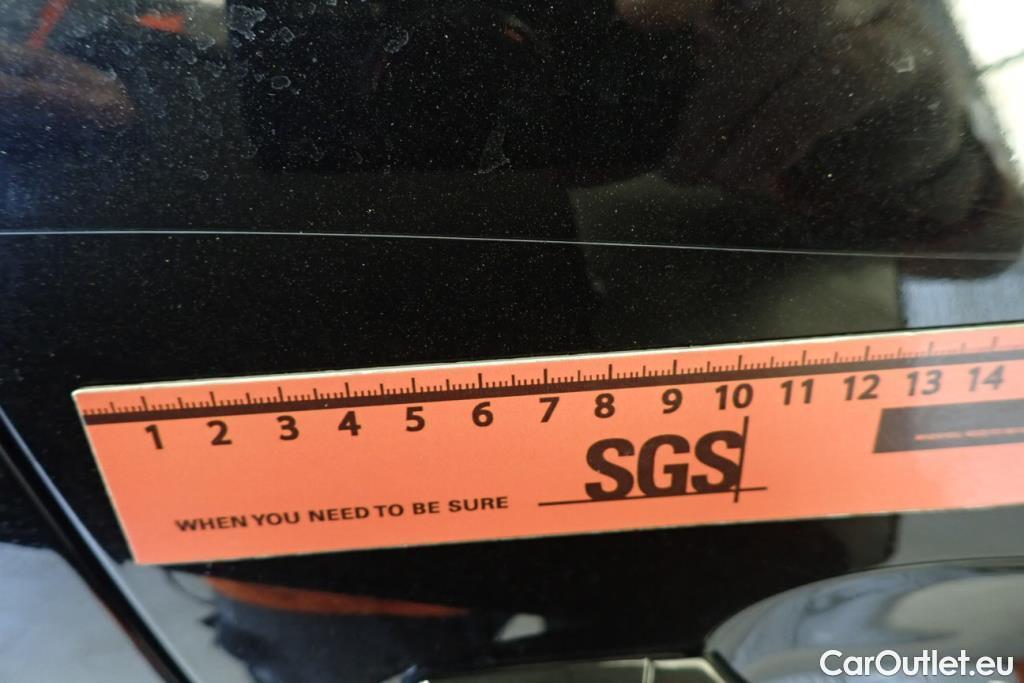 1 2 3 4 5 6 7 8 9 10 11 12 13 14
SGS
WHEN YOU NEED TO BE SURE
CarOutlet.eu